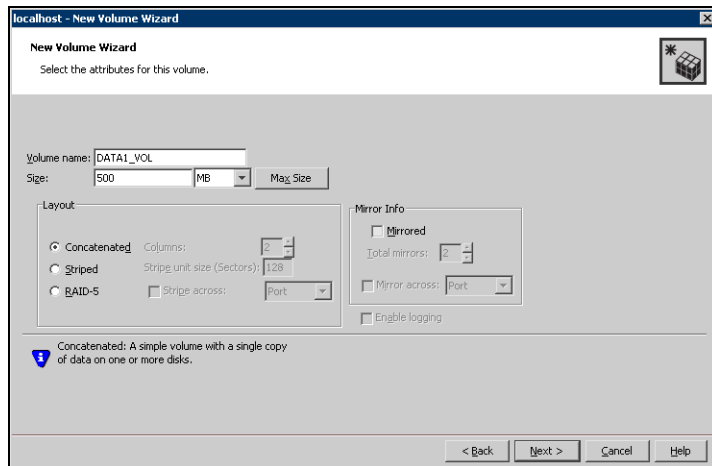 localhost - New Volume Wizard
New Volume Wizard
Select the attributes for this volume.
Volume name: DATA1_VOL
Size: 500 MB Max Size
Layout
Concatenated Columns: 2
Striped Stripe unit size (Sectors): 128
RAID-5 Stripe across: Port
Mirror Info
Mirrored
Total mirrors: 2
Mirror across: Port
Enable logging
Concatenated: A simple volume with a single copy
of data on one or more disks.
< Back Next > Cancel Help